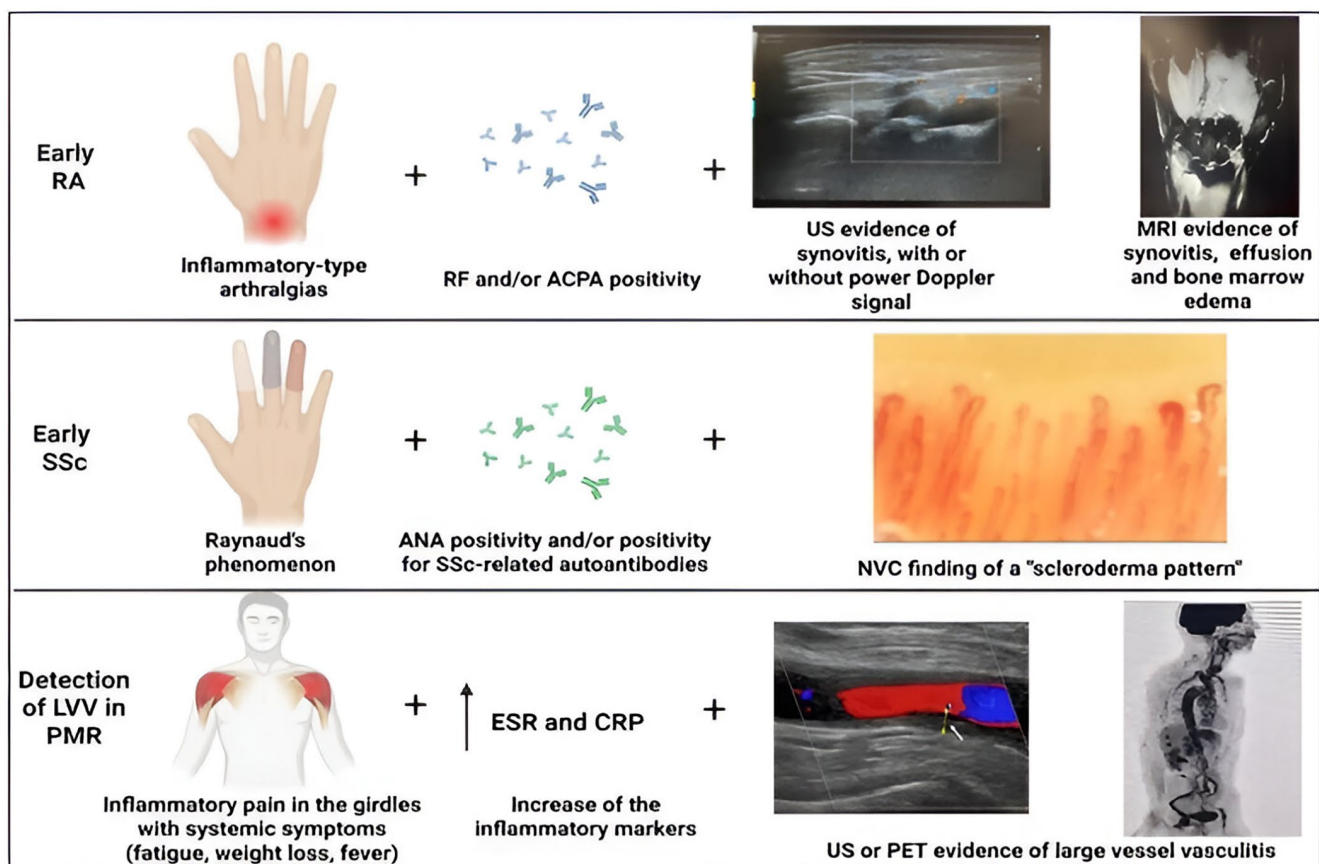 Early
RA
+
+
Inflammatory-type
arthralgias
RF and/or ACPA positivity
US evidence of
synovitis, with or
without power Doppler
signal
MRI evidence of
synovitis, effusion
and bone marrow
edema
Early
SSc
+
+
Raynaud's
phenomenon
ANA positivity and/or positivity
for SSc-related autoantibodies
NVC finding of a "scleroderma pattern"
Detection
of LVV in
PMR
+
ESR and CRP
+
Inflammatory pain in the girdles
with systemic symptoms
(fatigue, weight loss, fever)
Increase of the
inflammatory markers
US or PET evidence of large vessel vasculitis